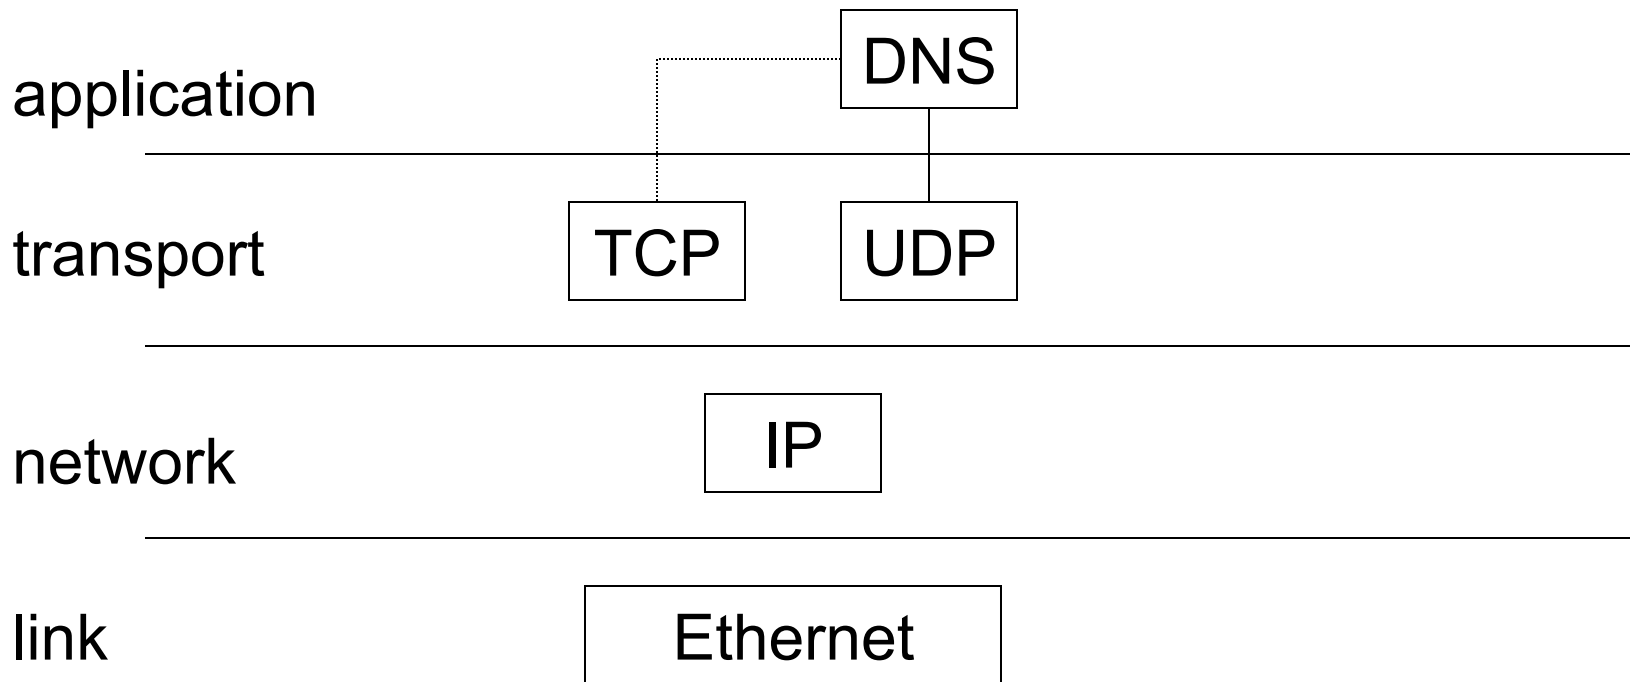 DNS
application
transport
TCP
UDP
IP
network
link
Ethernet